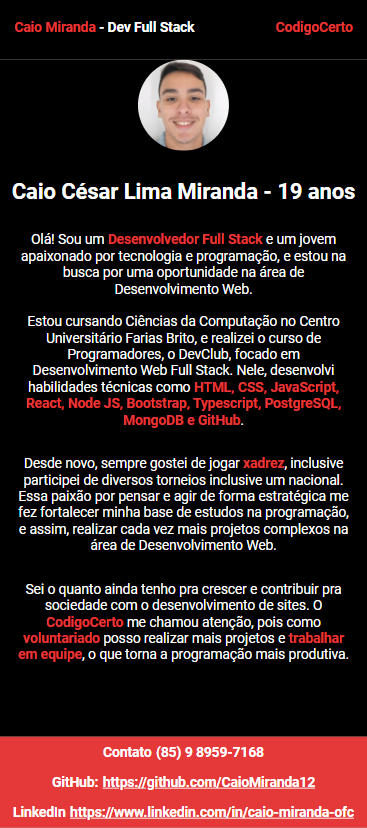 Caio Miranda - Dev Full Stack CodigoCerto
Caio César Lima Miranda - 19 anos
Olá! Sou um Desenvolvedor Full Stack e um jovem
apaixonado por tecnologia e programação, e estou na
busca por uma oportunidade na área de
Desenvolvimento Web.
Estou cursando Ciências da Computação no Centro
Universitário Farias Brito, e realizei o curso de
Programadores, o DevClub, focado em
Desenvolvimento Web Full Stack. Nele, desenvolvi
habilidades técnicas como HTML, CSS, JavaScript,
React, Node JS, Bootstrap, Typescript, PostgreSQL,
MongoDB e GitHub.
Desde novo, sempre gostei de jogar xadrez, inclusive
participei de diversos torneios inclusive um nacional.
Essa paixão por pensar e agir de forma estratégica me
fez fortalecer minha base de estudos na programação,
e assim, realizar cada vez mais projetos complexos na
área de Desenvolvimento Web.
Sei o quanto ainda tenho pra crescer e contribuir pra
sociedade com o desenvolvimento de sites. O
CodigoCerto me chamou atenção, pois como
voluntariado posso realizar mais projetos e trabalhar
em equipe, o que torna a programação mais produtiva.
Contato (85) 9 8959-7168
GitHub: https://github.com/CaioMiranda12
LinkedIn https://www.linkedin.com/in/caio-miranda-ofc